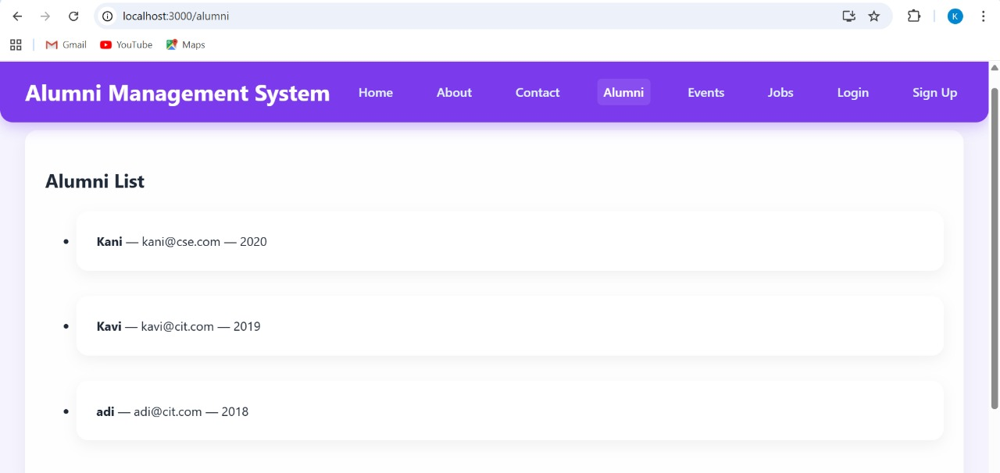 localhost:3000/alumni
K
Gmail YouTube Maps
Alumni Management System Home About Contact Alumni Events Jobs Login Sign Up
Alumni List
• Kani — kani@cse.com — 2020
• Kavi — kavi@cit.com — 2019
• adi — adi@cit.com — 2018